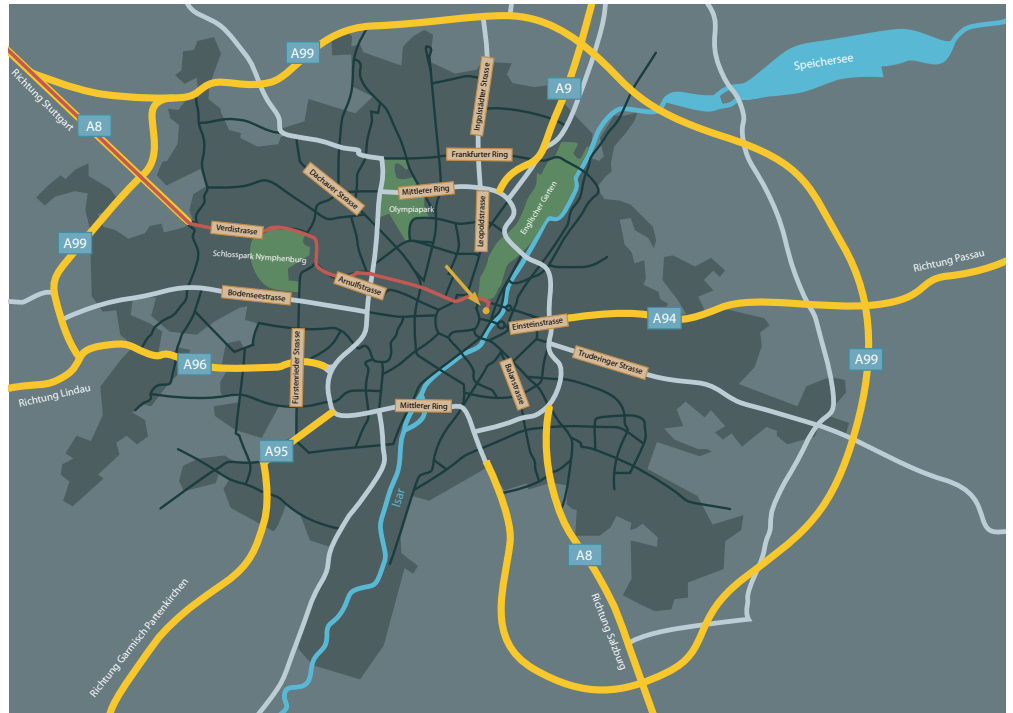 A99
Speichersee
Richtung Stuttgart
A8
Ingolstädter Strasse
A9
Frankfurter Ring
Dachauer Strasse
Mittlerer Ring
Olympiapark
Leopoldstrasse
Englischer Garten
A99
Verdistrasse
Schlosspark Nymphenburg
Richtung Passau
Arnulfstrasse
Bodenseestrasse
Einsteinstrasse
A94
A96
Fürstenrieder Strasse
Truderinger Strasse
A99
Balanstrasse
Richtung Lindau
Mittlerer Ring
A95
Isar
A8
Richtung Garmisch Partenkirchen
Richtung Salzburg